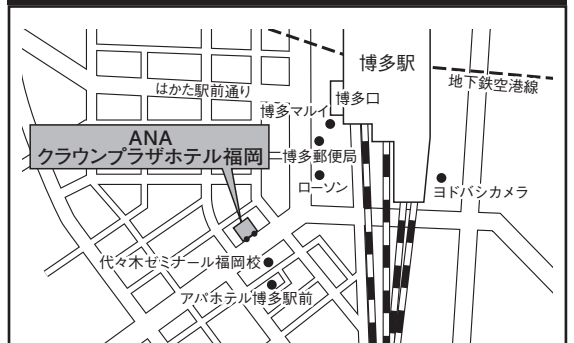 博多駅
地下鉄空港線
はかた駅前通り
博多口
博多マルイ
ANA
クラウンプラザホテル福岡
博多郵便局
ローソン
ヨドバシカメラ
代々木ゼミナール福岡校
アパホテル博多駅前